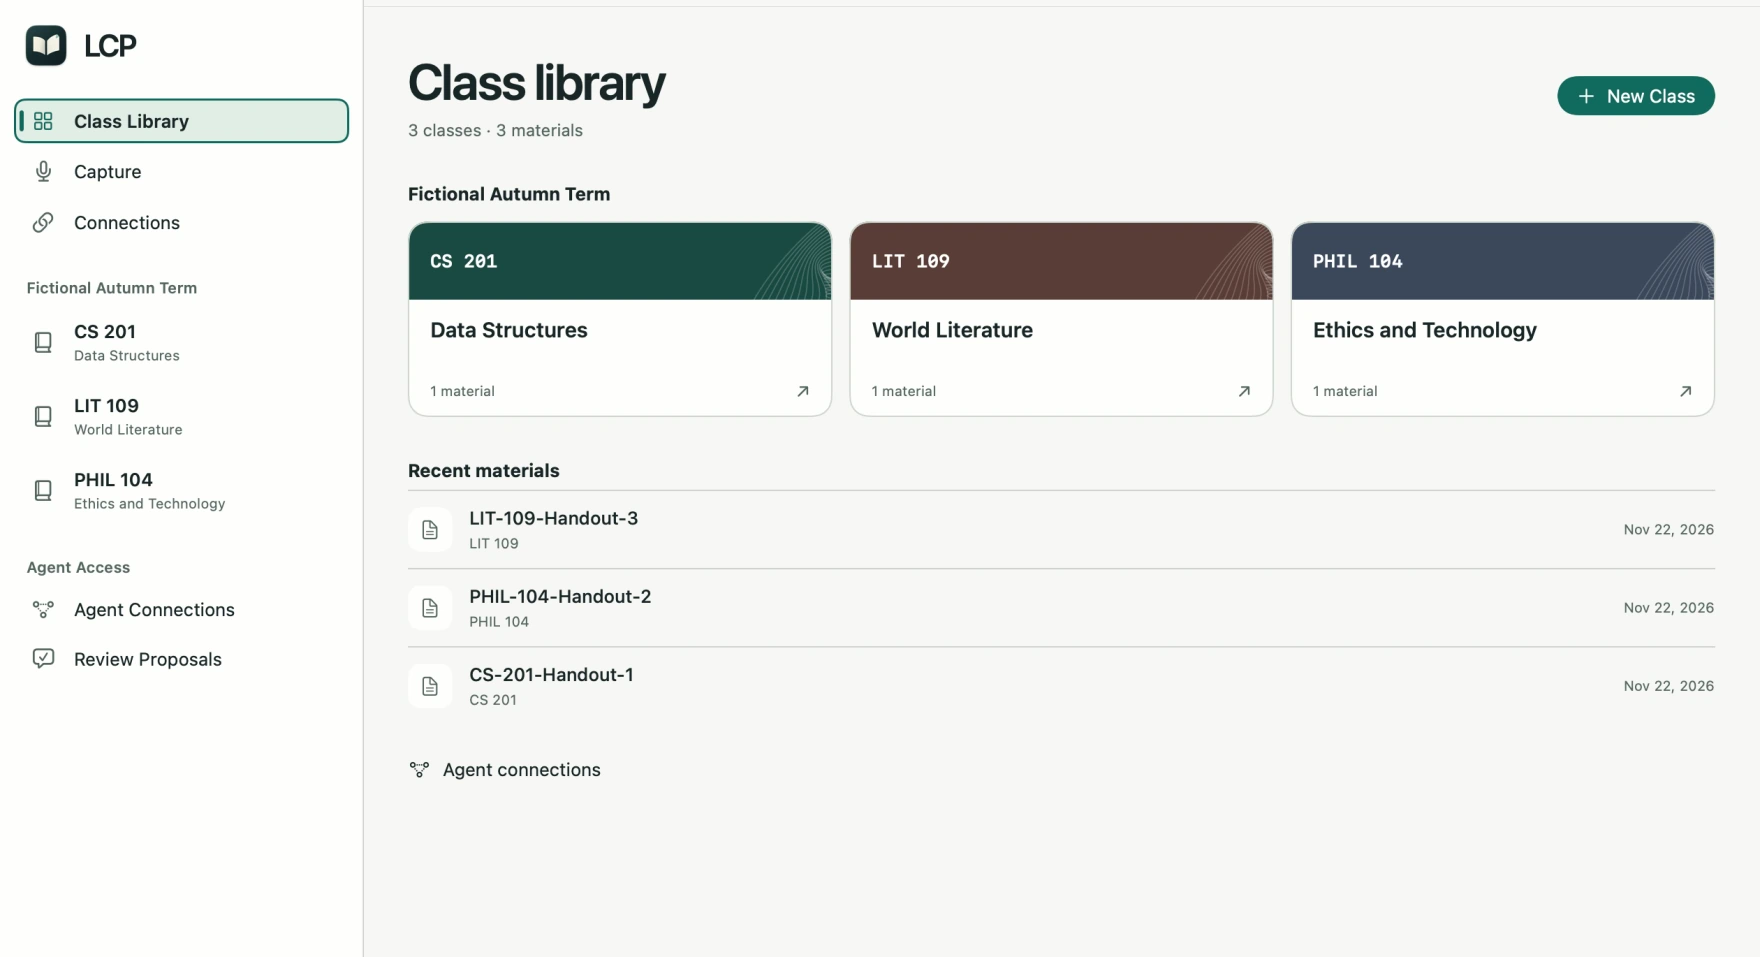 LCP
Class Library
Capture
Connections
Fictional Autumn Term
CS 201
Data Structures
LIT 109
World Literature
PHIL 104
Ethics and Technology
Agent Access
Agent Connections
Review Proposals
Class library
3 classes · 3 materials
New Class
Fictional Autumn Term
CS 201
Data Structures
1 material
LIT 109
World Literature
1 material
PHIL 104
Ethics and Technology
1 material
Recent materials
LIT-109-Handout-3
LIT 109
Nov 22, 2026
PHIL-104-Handout-2
PHIL 104
Nov 22, 2026
CS-201-Handout-1
CS 201
Nov 22, 2026
Agent connections